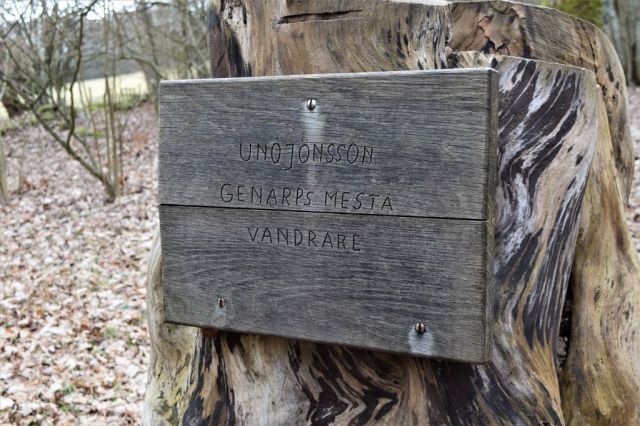 UNO JÖNSSON
GENARPS MESTA
VANDRARE